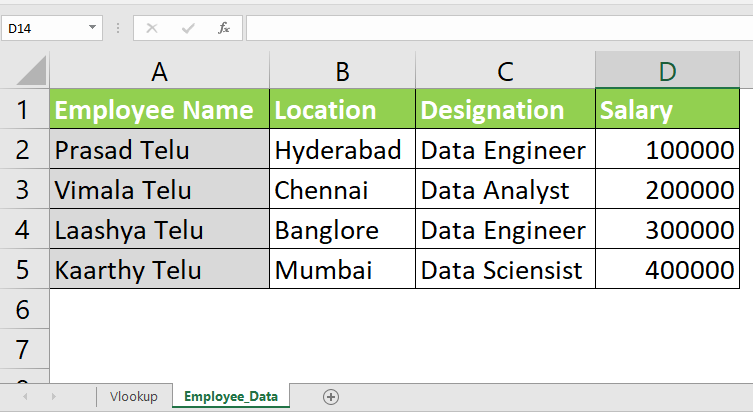 D14 fx
A B C D
1 Employee Name Location Designation Salary
2 Prasad Telu Hyderabad Data Engineer 100000
3 Vimala Telu Chennai Data Analyst 200000
4 Laashya Telu Banglore Data Engineer 300000
5 Kaarthy Telu Mumbai Data Sciensist 400000
6
7
Vlookup Employee_Data